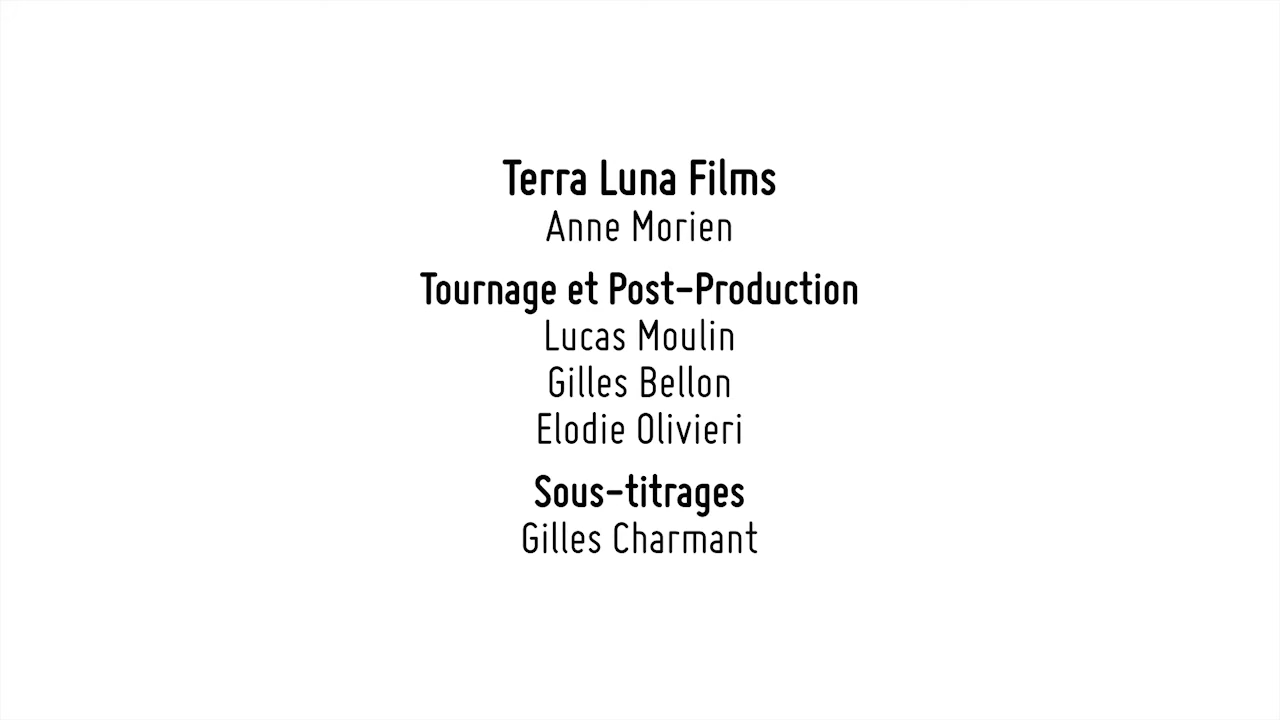 Terra Luna Films
Anne Morien
Tournage et Post-Production
Lucas Moulin
Gilles Bellon
Elodie Olivieri
Sous-titrages
Gilles Charmant